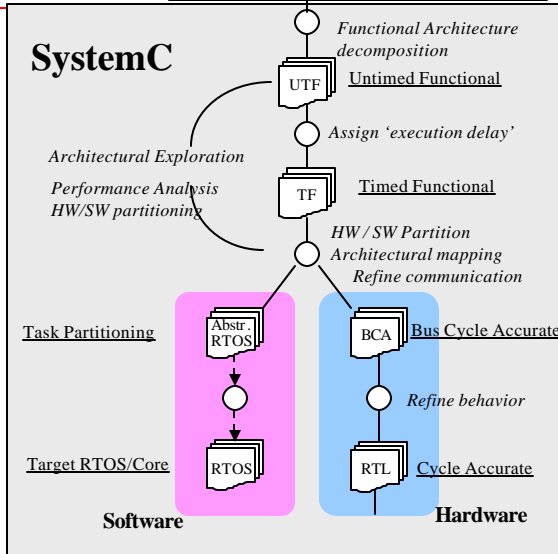 Functional Architecture
decomposition
SystemC
UTF
Untimed Functional
Assign ‘execution delay’
Architectural Exploration
Performance Analysis
HW/SW partitioning
TF
Timed Functional
HW / SW Partition
Architectural mapping
Refine communication
Task Partitioning
Abstr.
RTOS
BCA
Bus Cycle Accurate
Refine behavior
Target RTOS/Core
RTOS
RTL
Cycle Accurate
Software
Hardware